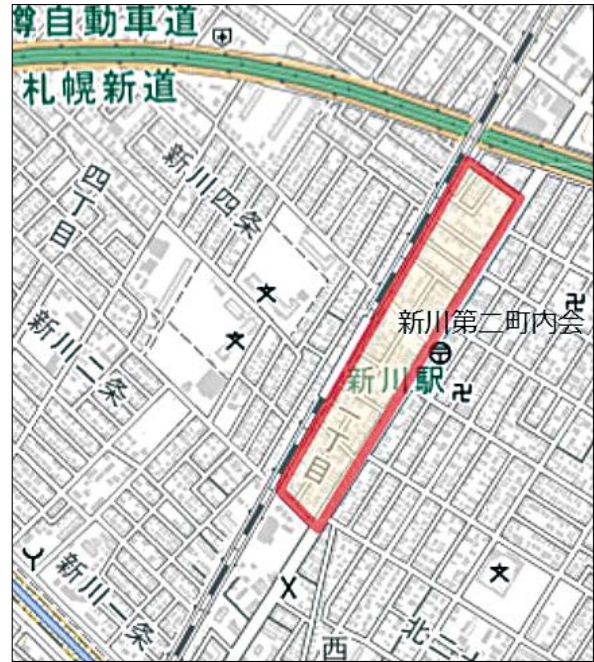 樽自動車道
札幌新道
新川四条
四丁目
新川第二町内会
新川二条
新川駅
一丁目
新川一条
西
北二十